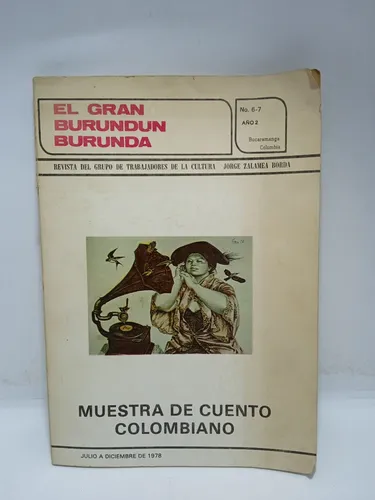 EL GRAN
BURUNDUN
BURUNDA
No. 6-7
AÑO 2
Bucaramanga
Colombia
REVISTA DEL GRUPO DE TRABAJADORES DE LA CULTURA JORGE ZALAMEA BORDA
MUESTRA DE CUENTO
COLOMBIANO
JULIO A DICIEMBRE DE 1978